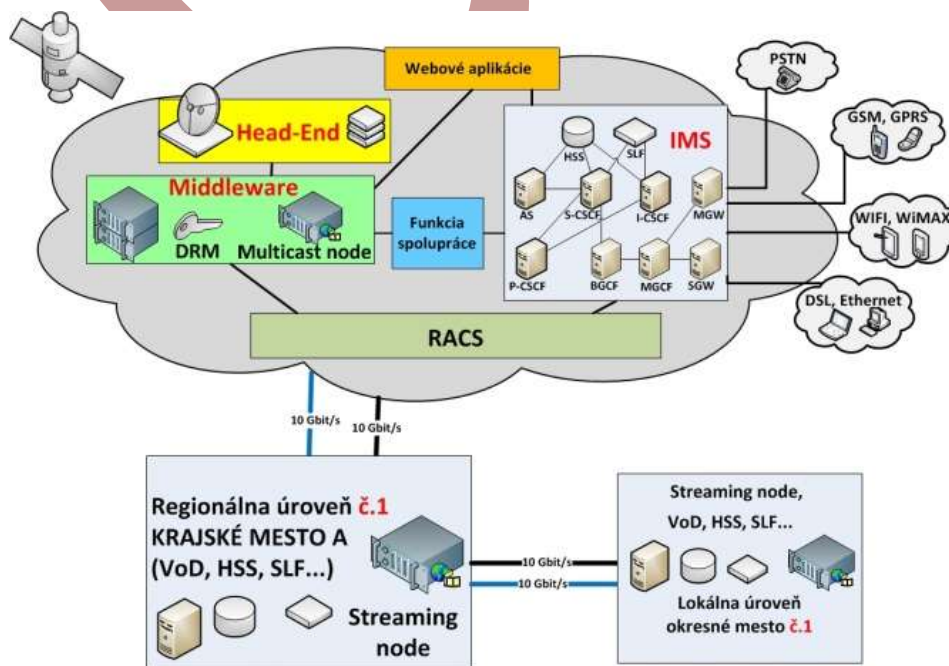 Webové aplikácie
PSTN
Head-End
HSS
SLF
IMS
GSM, GPRS
Middleware
AS
S-CSCF
I-CSCF
MGW
DRM
Multicast node
Funkcia
spolupráce
WIFI, WiMAX
P-CSCF
BGCF
MGCF
SGW
DSL, Ethernet
RACS
10 Gbit/s
10 Gbit/s
Regionálna úroveň č.1
KRAJSKÉ MESTO A
(VoD, HSS, SLF...)
Streaming
node
10 Gbit/s
10 Gbit/s
Streaming node,
VoD, HSS, SLF...
Lokálna úroveň
okresné mesto č.1